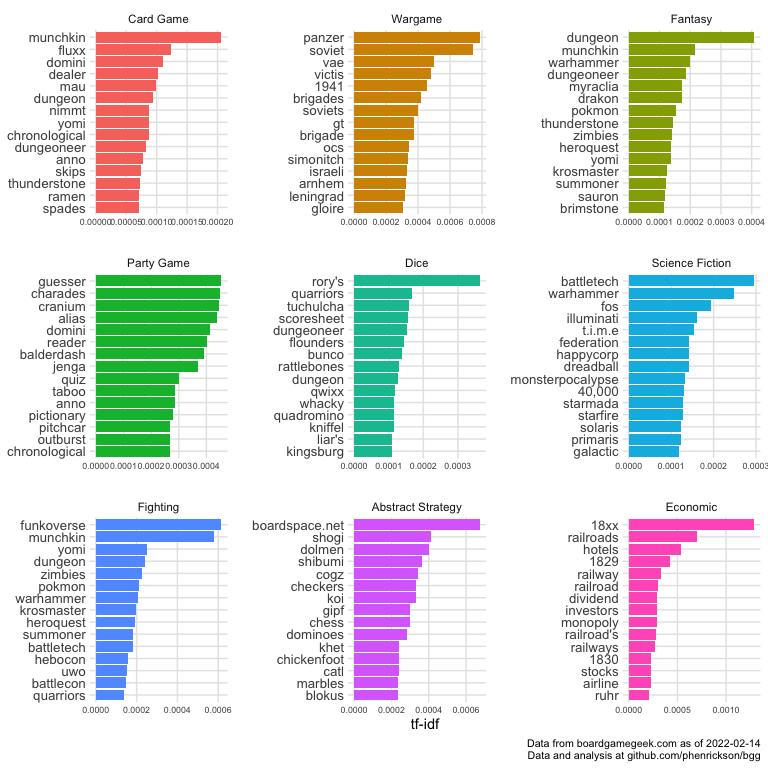 Card Game
munchkin
fluxx
domini
dealer
mau
dungeon
nimmt
yomi
chronological
dungeoneer
anno
skips
thunderstone
ramen
spades
0.00000 0.00005 0.00010 0.00015 0.00020
Wargame
panzer
soviet
vae
victis
1941
brigades
soviets
gt
brigade
ocs
simonitch
israeli
arnhem
leningrad
gloire
0.0000 0.0002 0.0004 0.0006 0.0008
Fantasy
dungeon
munchkin
warhammer
dungeoneer
myraclia
drakon
pokmon
thunderstone
zimbies
heroquest
yomi
krosmaster
summoner
sauron
brimstone
0.0000 0.0001 0.0002 0.0003 0.0004
Party Game
guesser
charades
cranium
alias
domini
reader
balderdash
jenga
quiz
taboo
anno
pictionary
pitchcar
outburst
chronological
0.0000 0.0001 0.0002 0.0003 0.0004
Dice
rory's
quarriors
tuchulcha
scoresheet
dungeoneer
flounders
bunco
rattlebones
dungeon
qwixx
whacky
quadromino
kniffel
liar's
kingsburg
0.0000 0.0001 0.0002 0.0003
Science Fiction
battletech
warhammer
fos
illuminati
t.i.m.e
federation
happycorp
dreadball
monsterpocalypse
40,000
starmada
starfire
solaris
primaris
galactic
0.0000 0.0001 0.0002 0.0003
Fighting
funkoverse
munchkin
yomi
dungeon
zimbies
pokmon
warhammer
krosmaster
heroquest
summoner
battletech
hebocon
uwo
battlecon
quarriors
0.0000 0.0002 0.0004 0.0006
Abstract Strategy
boardspace.net
shogi
dolmen
shibumi
cogz
checkers
koi
gipf
chess
dominoes
khet
chickenfoot
catl
marbles
blokus
0.0000 0.0002 0.0004 0.0006
Economic
18xx
railroads
hotels
1829
railway
railroad
dividend
investors
monopoly
railroad's
railways
1830
stocks
airline
ruhr
0.0000 0.0005 0.0010
tf-idf
Data from boardgamegeek.com as of 2022-02-14
Data and analysis at github.com/phenrickson/bgg